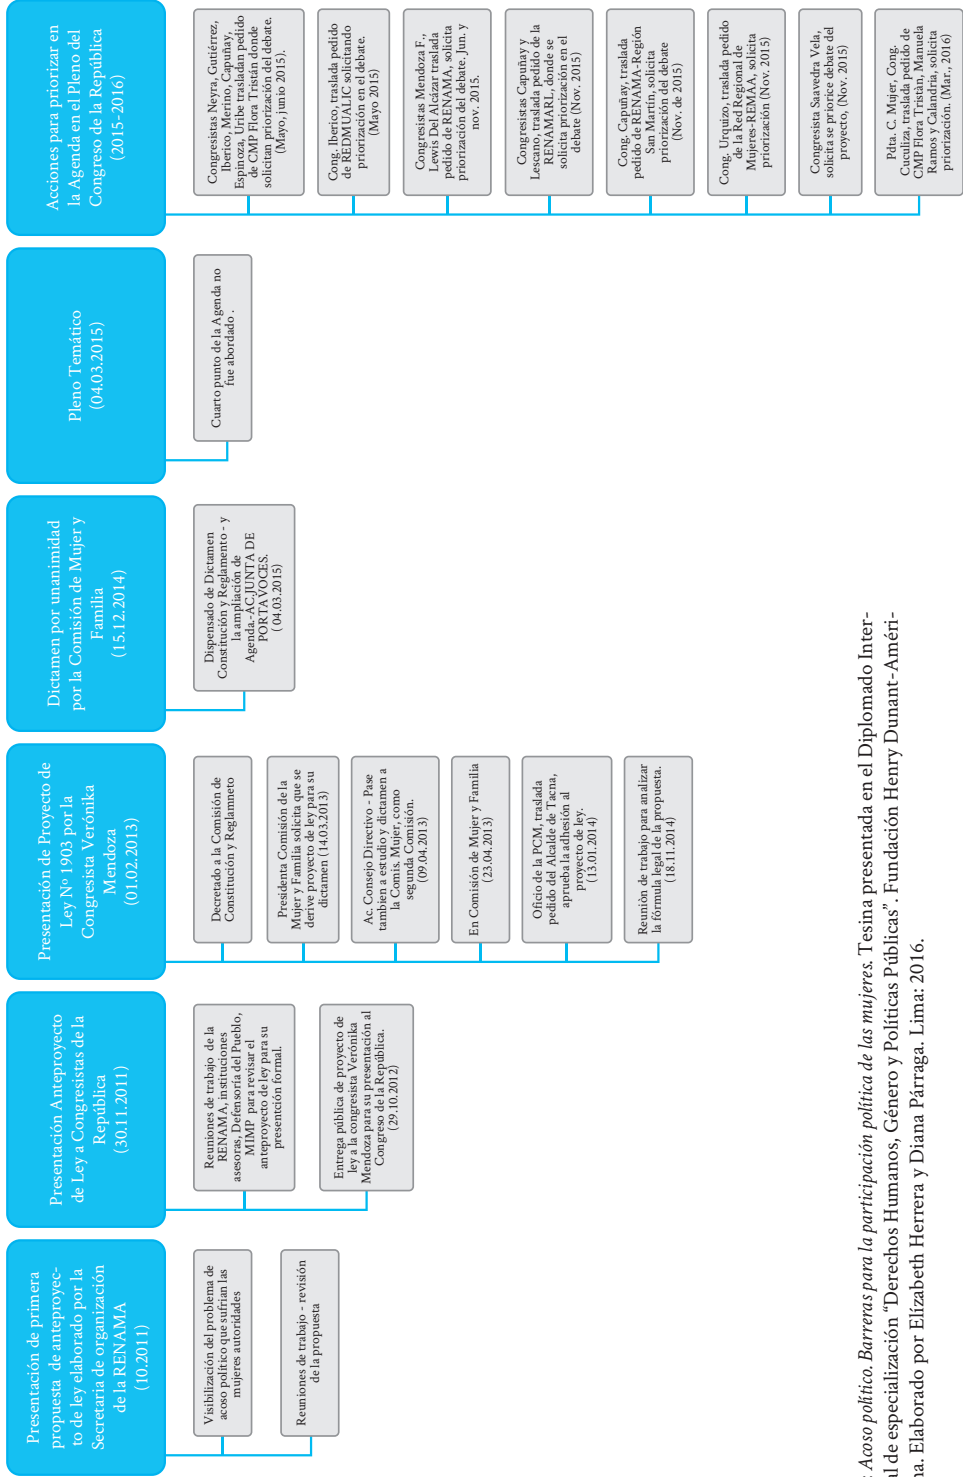 Presentación de primera
propuesta de anteproyec-
to de ley elaborado por la
Secretaria de organización
de la RENAMA
(10.2011)
Visibilización del problema de
acoso político que sufrían las
mujeres autoridades
Reuniones de trabajo - revisión
de la propuesta
Presentación Anteproyecto
de Ley a Congresistas de la
República
(30.11.2011)
Reuniones de trabajo de la
RENAMA, instituciones
asesoras, Defensoría del Pueblo,
MIMP para revisar el
anteproyecto de ley para su
presentción formal.
Entrega pública de proyecto de
ley a la congresista Verónika
Mendoza para su presentación al
Congreso de la República.
(29.10.2012)
Presentación de Proyecto de
Ley Nº 1903 por la
Congresista Verónika
Mendoza
(01.02.2013)
Decretado a la Comisión de
Constitución y Reglamneto
Presidenta Comisión de la
Mujer y Familia solicita que se
derive proyecto de ley para su
dictamen (14.03.2013)
Ac. Consejo Directivo - Pase
tambien a estudio y dictamen a
la Comis. Mujer, como
segunda Comisión.
(09.04.2013)
En Comisión de Mujer y Familia
(23.04.2013)
Oficio de la PCM, traslada
pedido del Alcalde de Tacna,
aprueba la adhesión al
proyecto de ley.
(13.01.2014)
Reunión de trabajo para analizar
la fórmula legal de la propuesta.
(18.11.2014)
Dictamen por unanimidad
por la Comisión de Mujer y
Familia
(15.12.2014)
Dispensado de Dictamen
Constitución y Reglamento - y
la ampliación de
Agenda.-AC.JUNTA DE
PORTAVOCES.
( 04.03.2015)
Pleno Temático
(04.03.2015)
Cuarto punto de la Agenda no
fue abordado .
Acciones para priorizar en
la Agenda en el Pleno del
Congreso de la República
(2015-2016)
Congresistas Neyra, Gutiérrez,
Iberico, Merino, Capuñay,
Espinoza, Uribe trasladan pedido
de CMP Flora Tristán donde
solicitan priorización del debate.
(Mayo, junio 2015).
Cong. Iberico, traslada pedido
de REDMUALIC solicitando
priorización en el debate.
(Mayo 2015)
Congresistas Mendoza F.,
Lewis Del Alcázar traslada
pedido de RENAMA, solicita
priorización del debate. Jun. y
nov. 2015.
Congresistas Capuñay y
Lescano, traslada pedido de la
RENAMARL, donde se
solicita priorización en el
debate (Nov. 2015)
Cong. Capuñay, traslada
pedido de RENAMA-Región
San Martín, solicita
priorización del debate
(Nov. de 2015)
Cong. Urquizo, traslada pedido
de la Red Regional de
Mujeres-REMAA, solicita
priorización (Nov. 2015)
Congresista Saavedra Vela,
solicita se priorice debate del
proyecto, (Nov. 2015)
Pdta. C. Mujer, Cong.
Cuculiza, traslada pedido de
CMP Flora Tristán, Manuela
Ramos y Calandria, solicita
priorización. (Mar., 2016)
: Acoso político. Barreras para la participación política de las mujeres. Tesina presentada en el Diplomado Inter-
al de especialización “Derechos Humanos, Género y Políticas Públicas”. Fundación Henry Dunant-Améri-
na. Elaborado por Elízabeth Herrera y Diana Párraga. Lima: 2016.